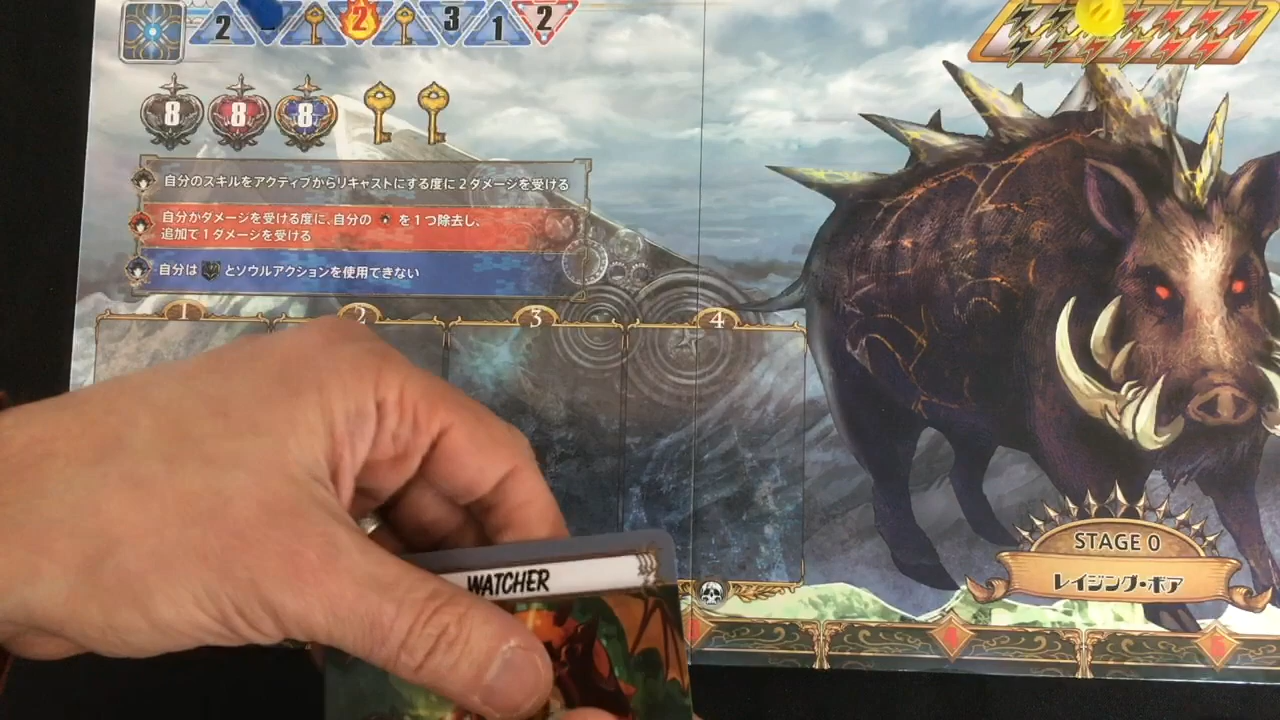 2 2 3 1 2
8 8 8
自分のスキルをアクティブからリキャストにする度に2ダメージを受ける
自分がダメージを受ける度に、自分の を1つ除去し、
追加で1ダメージを受ける
自分は とソウルアクションを使用できない
1 2 3 4
WATCHER
STAGE 0
レイジング・ボア